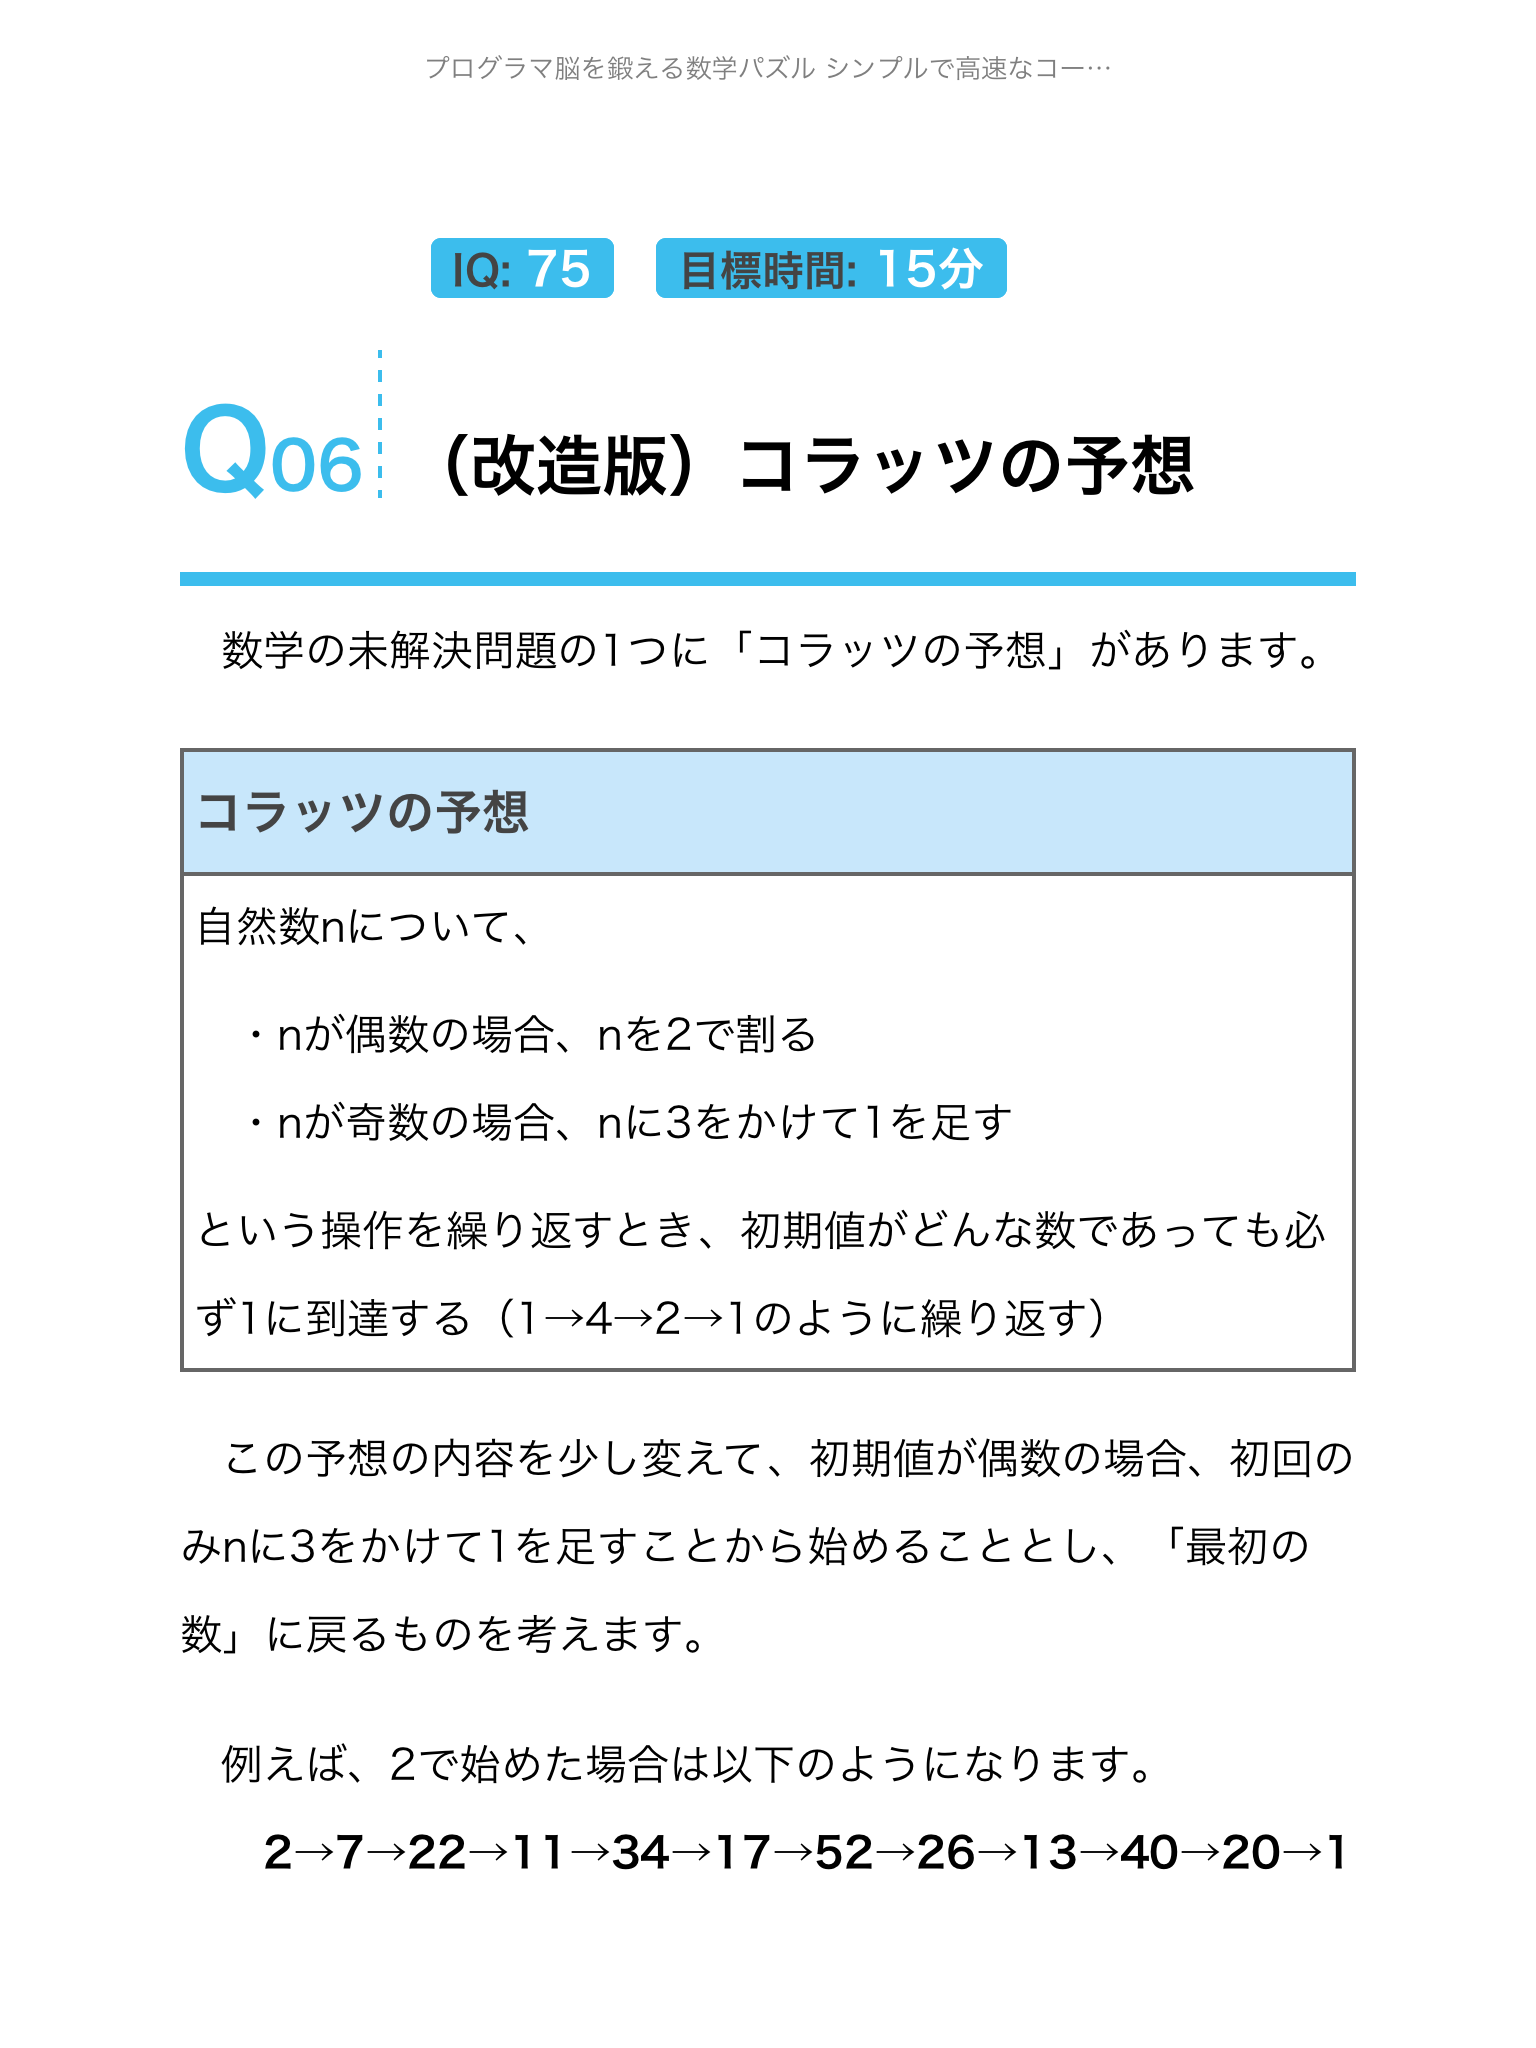 プログラマ脳を鍛える数学パズル シンプルで高速なコー…
IQ: 75 目標時間: 15分
Q06 （改造版）コラッツの予想
数学の未解決問題の1つに「コラッツの予想」があります。
コラッツの予想
自然数nについて、
・nが偶数の場合、nを2で割る
・nが奇数の場合、nに3をかけて1を足す
という操作を繰り返すとき、初期値がどんな数であっても必
ず1に到達する（1→4→2→1のように繰り返す）
この予想の内容を少し変えて、初期値が偶数の場合、初回の
みnに3をかけて1を足すことから始めることとし、「最初の
数」に戻るものを考えます。
例えば、2で始めた場合は以下のようになります。
2→7→22→11→34→17→52→26→13→40→20→1